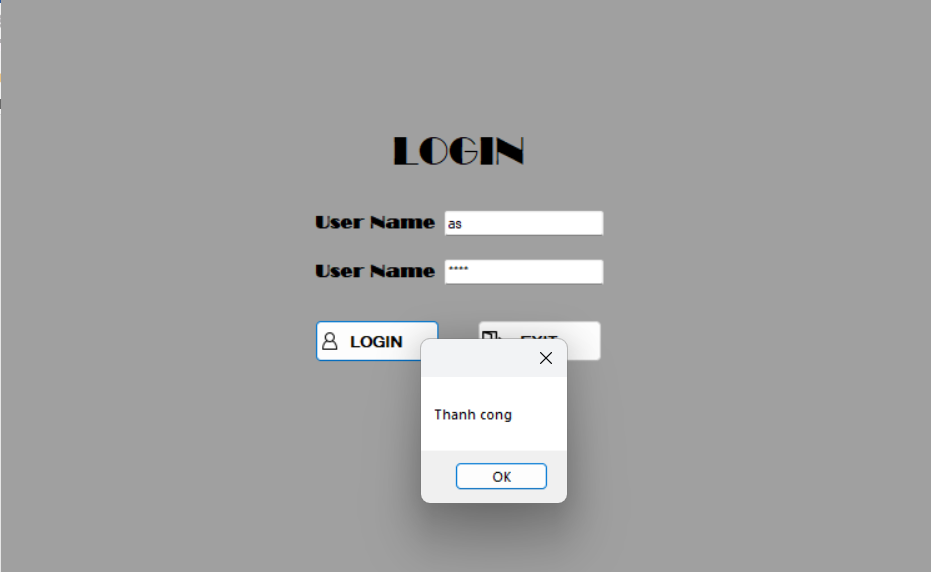 LOGIN
User Name as
User Name ****
LOGIN
Thanh cong
OK